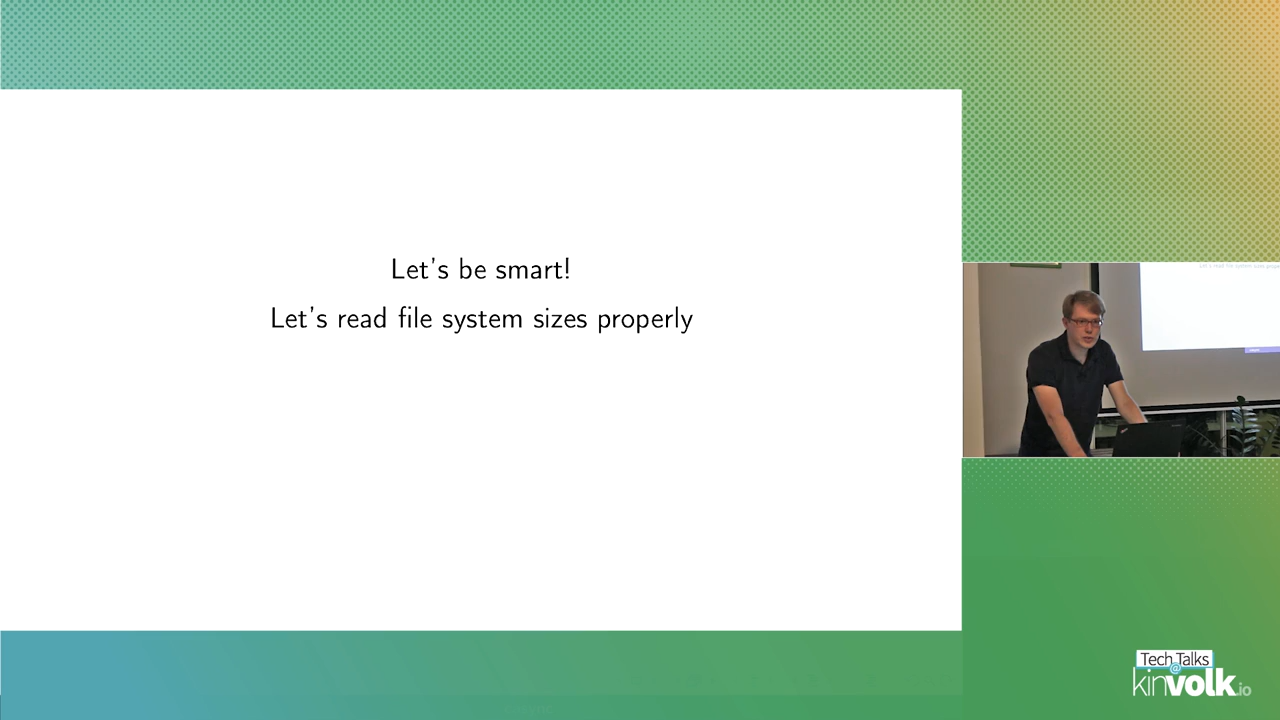 Let's be smart!
Let's read file system sizes properly
Tech Talks
@
kinvolk.io